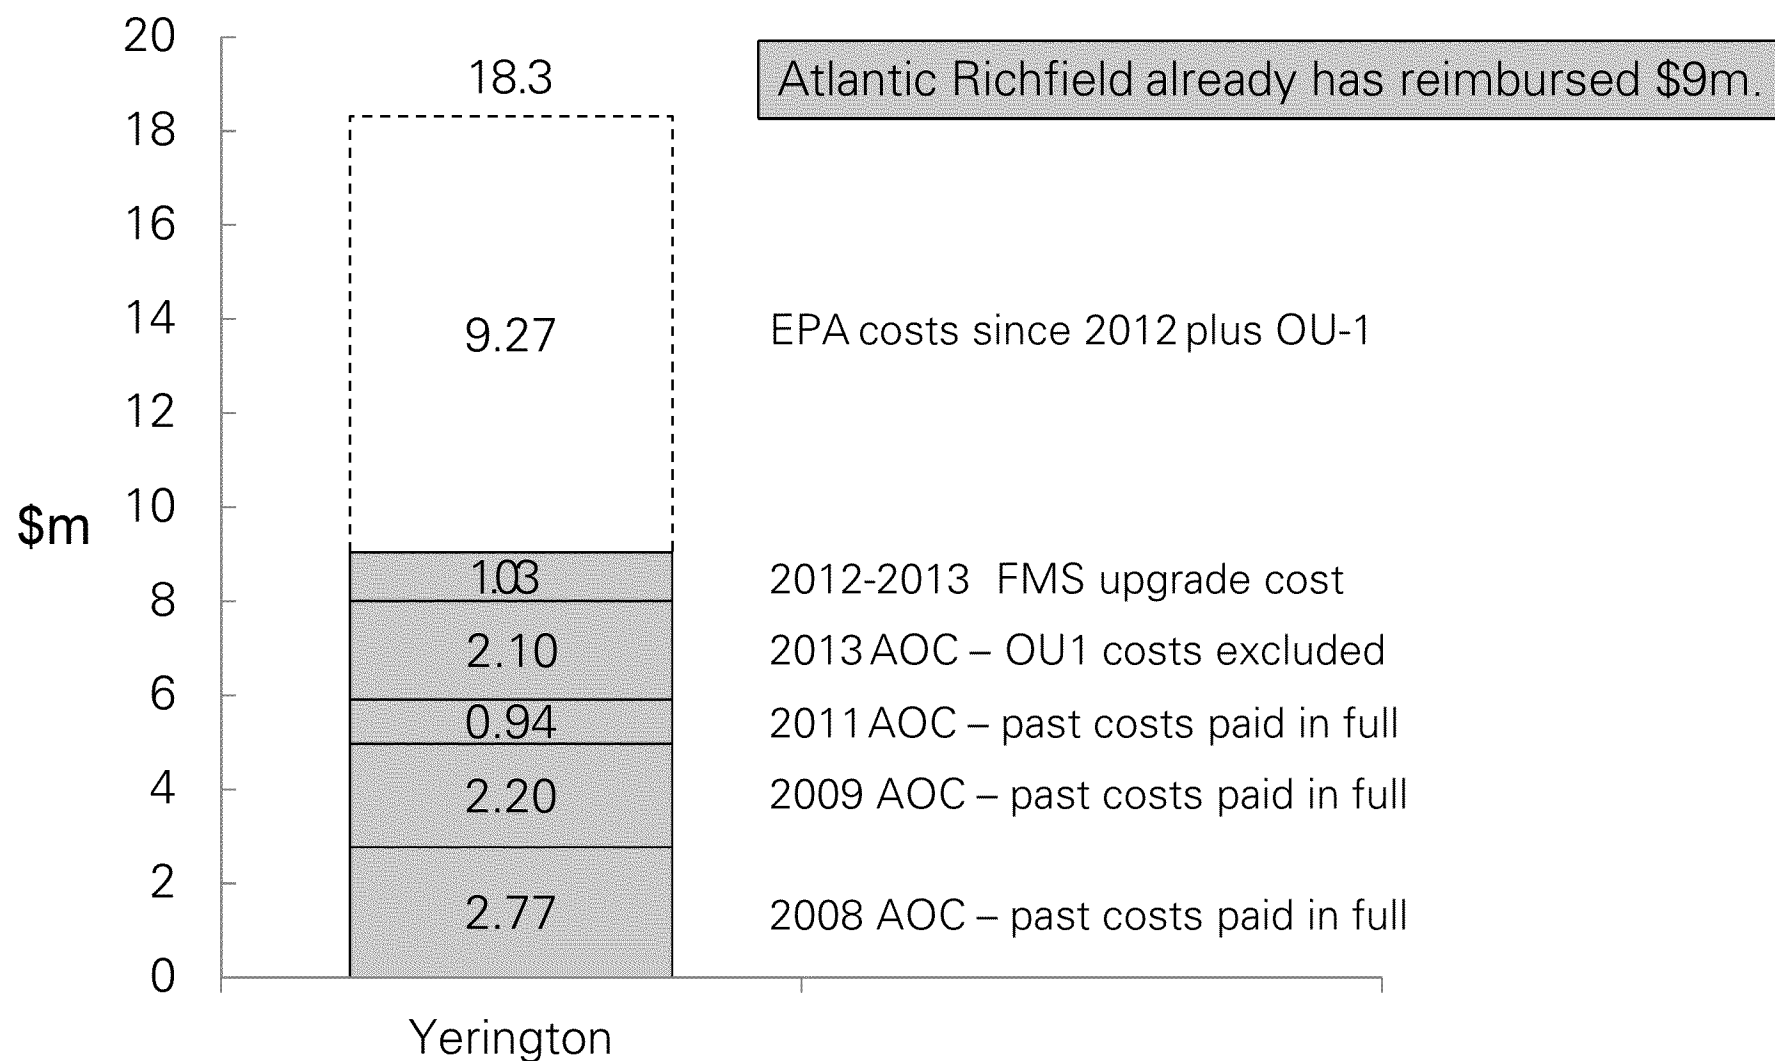 20
18.3
Atlantic Richfield already has reimbursed $9m.
18
16
14
9.27
EPA costs since 2012 plus OU-1
12
10
$m
1.03
2012-2013 FMS upgrade cost
8
2.10
2013 AOC – OU1 costs excluded
6
0.94
2011 AOC – past costs paid in full
4
2.20
2009 AOC – past costs paid in full
2
2.77
2008 AOC – past costs paid in full
0
Yerington